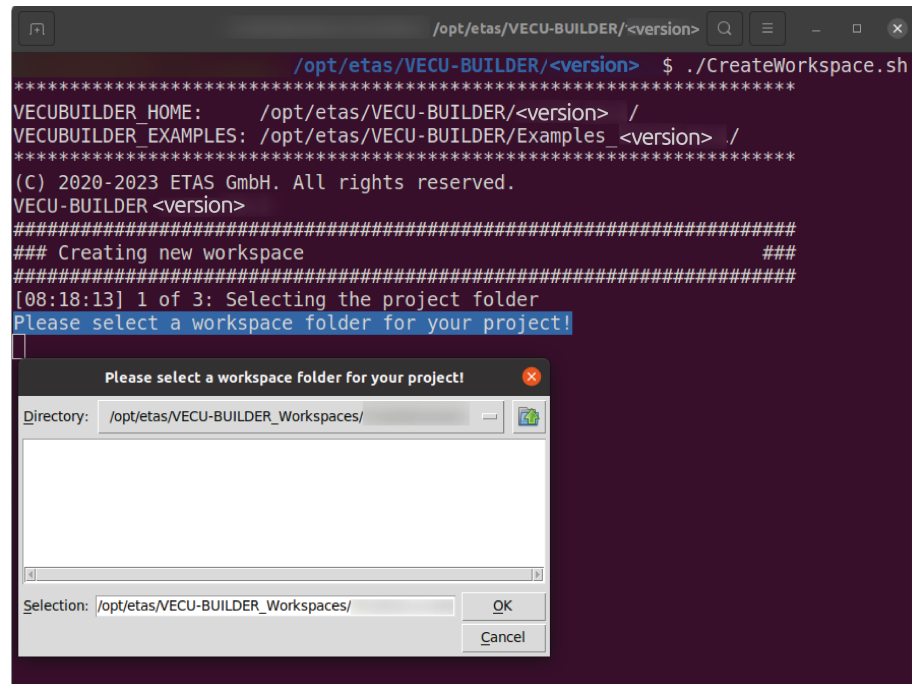 /opt/etas/VECU-BUILDER/<version>
/opt/etas/VECU-BUILDER/<version> $ ./CreateWorkspace.sh
**********************************************************************
VECUBUILDER_HOME: /opt/etas/VECU-BUILDER/<version> /
VECUBUILDER_EXAMPLES: /opt/etas/VECU-BUILDER/Examples_<version> /
**********************************************************************
(C) 2020-2023 ETAS GmbH. All rights reserved.
VECU-BUILDER <version>
######################################################################
### Creating new workspace ###
######################################################################
[08:18:13] 1 of 3: Selecting the project folder
Please select a workspace folder for your project!
Please select a workspace folder for your project!
Directory: /opt/etas/VECU-BUILDER_Workspaces/
Selection: /opt/etas/VECU-BUILDER_Workspaces/ OK
Cancel